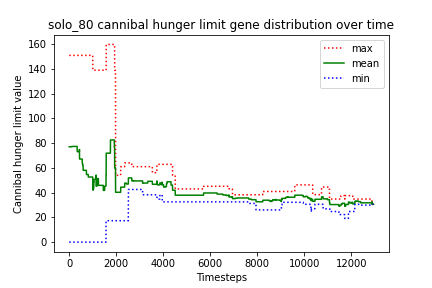 solo_80 cannibal hunger limit gene distribution over time
Cannibal hunger limit value
160
140
120
100
80
60
40
20
0
max
mean
min
0 2000 4000 6000 8000 10000 12000
Timesteps